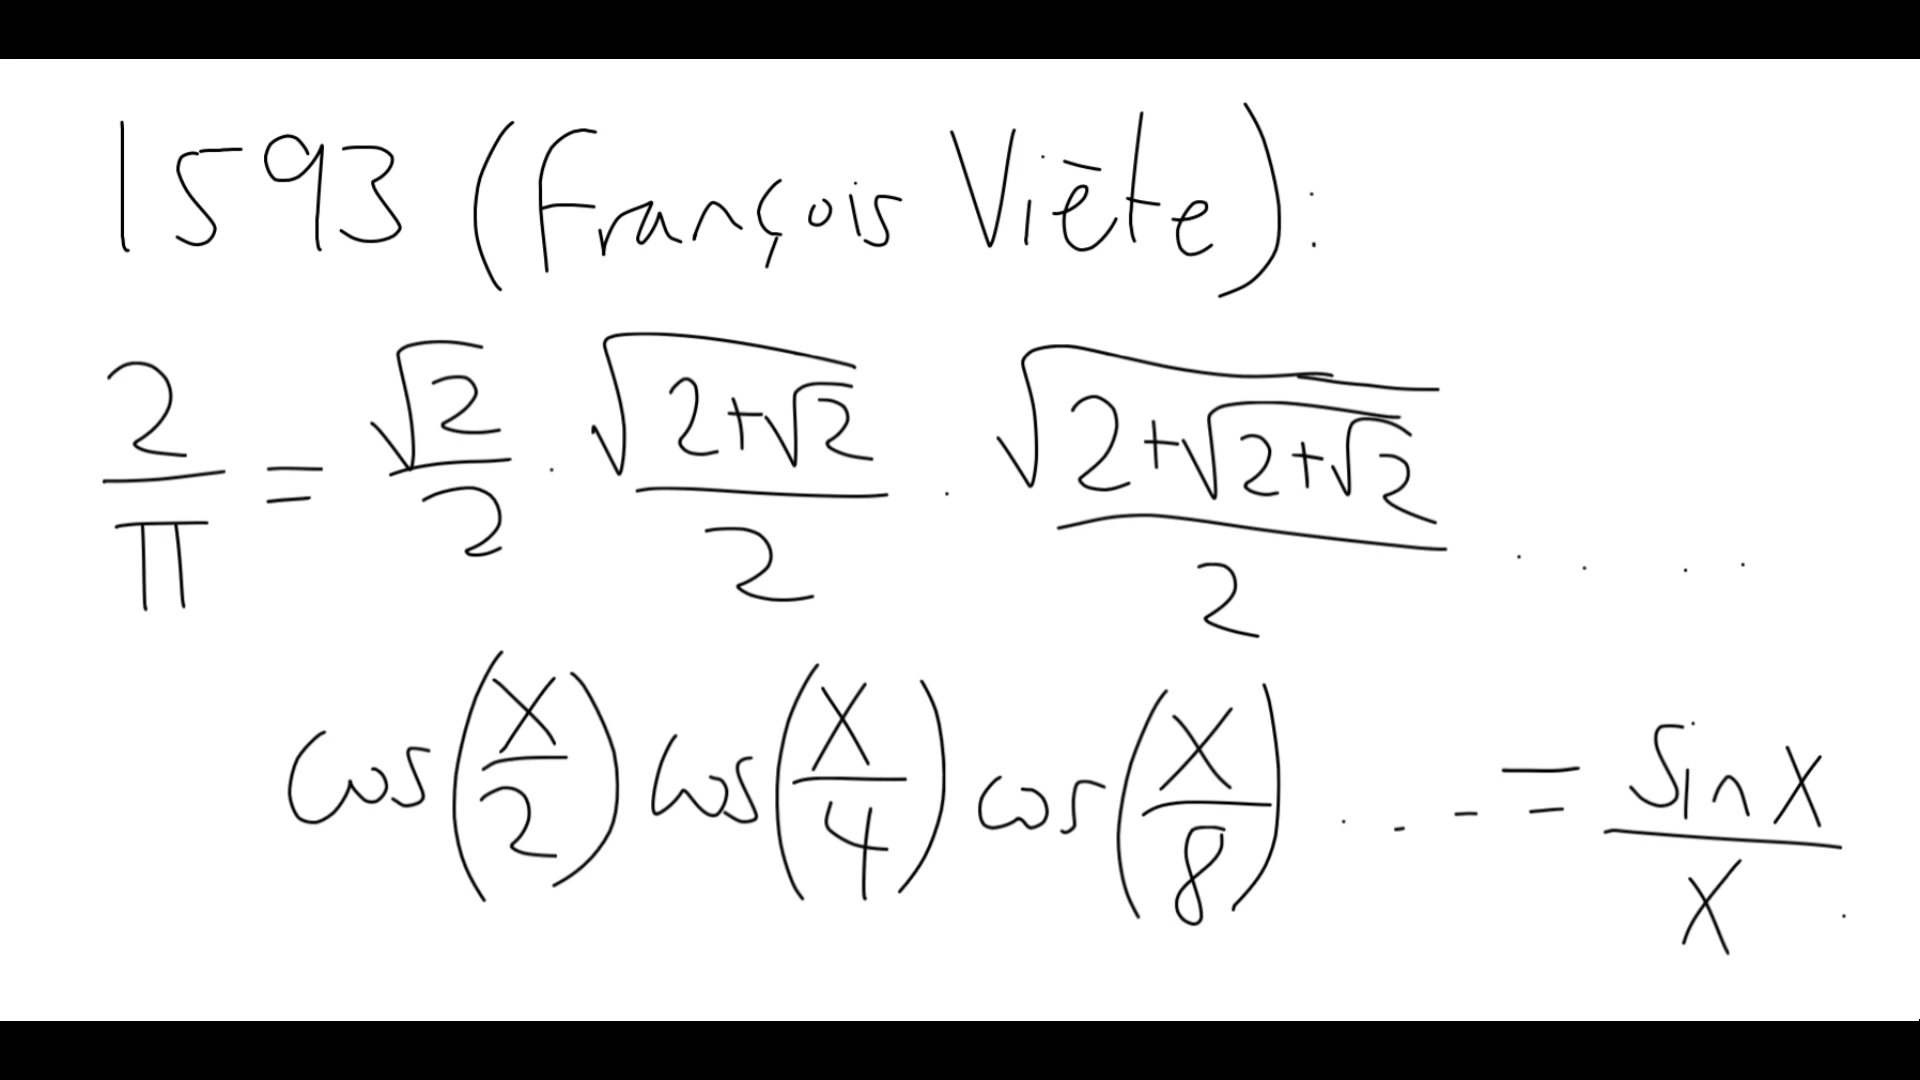 1593 (François Viète):
2/π = √2/2 · √(2+√2)/2 · √(2+√(2+√2))/2 ....
cos(x/2) cos(x/4) cos(x/8) .... = sin x/x.